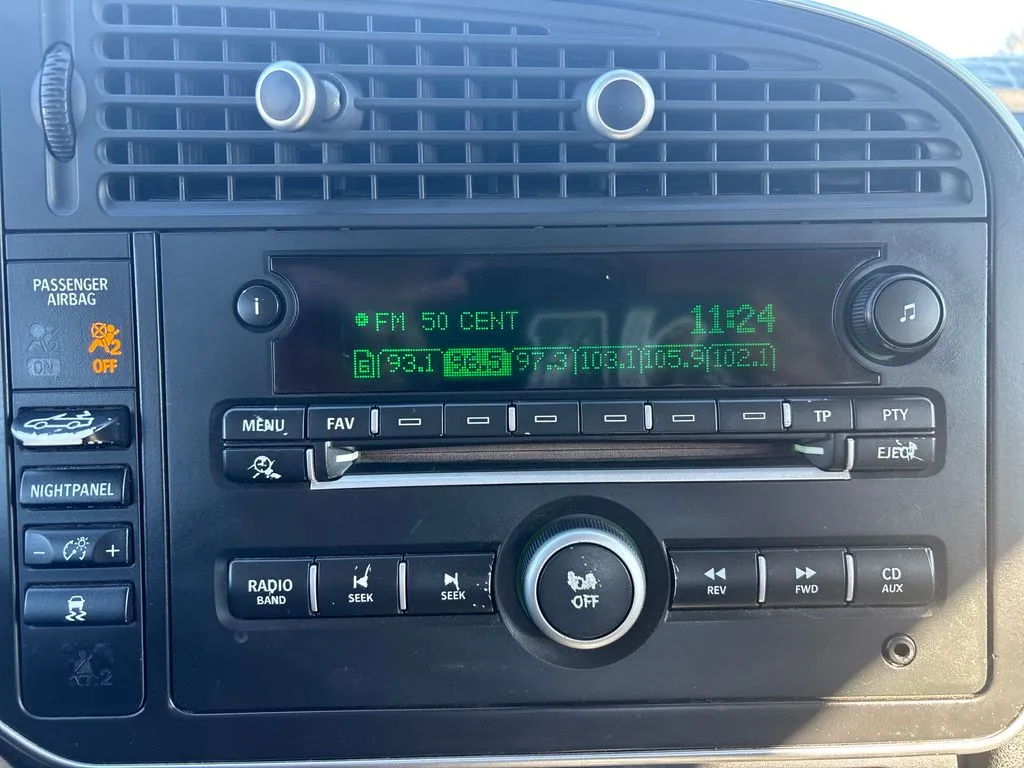 PASSENGER
AIRBAG
ON
2
OFF
i
FM 50 CENT 11:24
6 93.1 96.5 97.3 103.1 105.9 102.1
MENU FAV TP PTY
EJECT
NIGHTPANEL
- +
RADIO
BAND
SEEK
SEEK
OFF
REV
FWD
CD
AUX